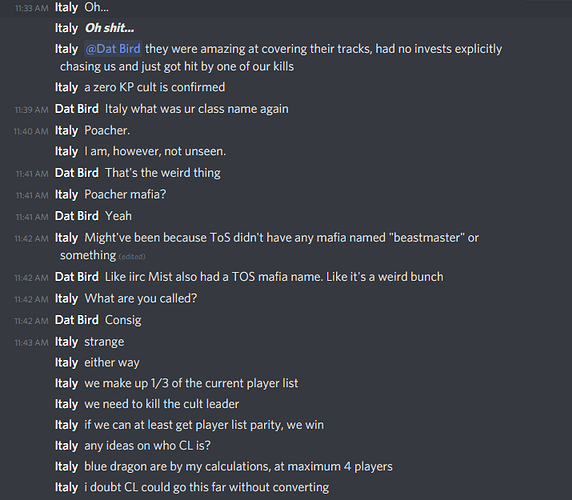 11:33 AM Italy Oh...
Italy Oh shit...
Italy @Dat Bird they were amazing at covering their tracks, had no invests explicitly
chasing us and just got hit by one of our kills
Italy a zero KP cult is confirmed
11:39 AM Dat Bird Italy what was ur class name again
11:40 AM Italy Poacher.
Italy I am, however, not unseen.
11:41 AM Dat Bird That's the weird thing
11:41 AM Italy Poacher mafia?
11:41 AM Dat Bird Yeah
11:42 AM Italy Might've been because ToS didn't have any mafia named "beastmaster" or
something (edited)
11:42 AM Dat Bird Like iirc Mist also had a TOS mafia name. Like it's a weird bunch
11:42 AM Italy What are you called?
11:42 AM Dat Bird Consig
11:43 AM Italy strange
Italy either way
Italy we make up 1/3 of the current player list
Italy we need to kill the cult leader
Italy if we can at least get player list parity, we win
Italy any ideas on who CL is?
Italy blue dragon are by my calculations, at maximum 4 players
Italy i doubt CL could go this far without converting